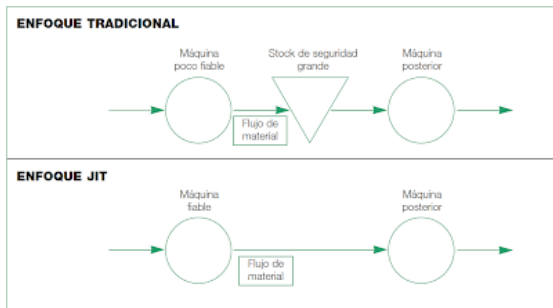 ENFOQUE TRADICIONAL
Máquina
poco fiable
Stock de seguridad
grande
Máquina
posterior
Flujo de
material
ENFOQUE JIT
Máquina
fiable
Máquina
posterior
Flujo de
material